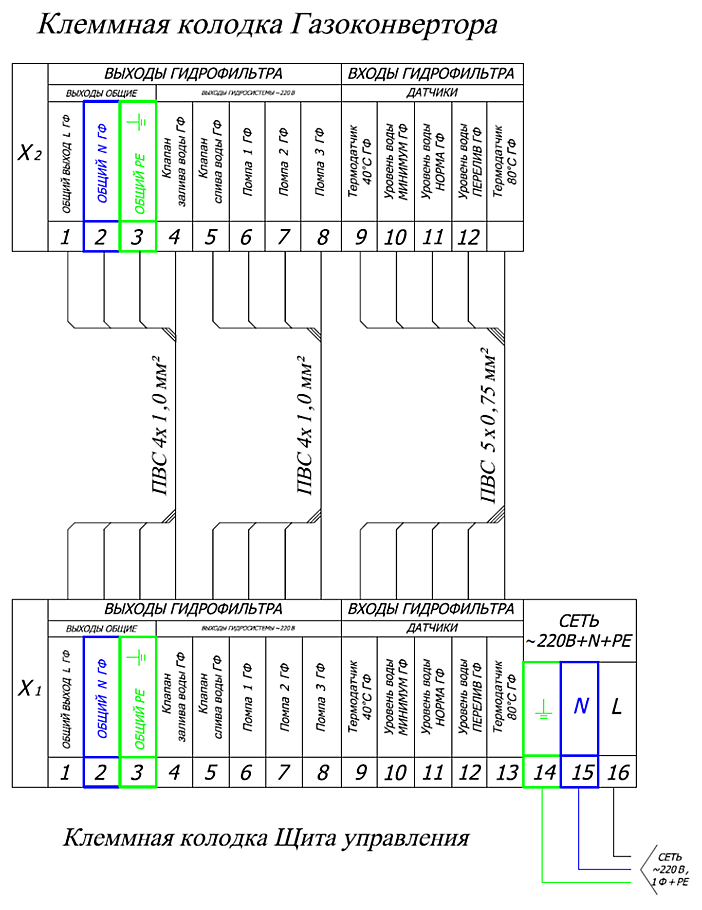 Клеммная колодка Газоконвертора
X2
ВЫХОДЫ ГИДРОФИЛЬТРА
ВХОДЫ ГИДРОФИЛЬТРА
ВЫХОДЫ ОБЩИЕ
ВЫХОДЫ ГИДРОСИСТЕМЫ ~220 В
ДАТЧИКИ
ОБЩИЙ ВЫХОД L ГФ
ОБЩИЙ N ГФ
ОБЩИЙ PE
Клапан
залива воды ГФ
Клапан
слива воды ГФ
Помпа 1 ГФ
Помпа 2 ГФ
Помпа 3 ГФ
Термодатчик
40°С ГФ
Уровень воды
МИНИМУМ ГФ
Уровень воды
НОРМА ГФ
Уровень воды
ПЕРЕЛИВ ГФ
Термодатчик
80°С ГФ
1 2 3 4 5 6 7 8 9 10 11 12
ПВС 4х 1,0 мм²
ПВС 4х 1,0 мм²
ПВС 5 х 0,75 мм²
X1
ВЫХОДЫ ГИДРОФИЛЬТРА
ВХОДЫ ГИДРОФИЛЬТРА
СЕТЬ
~220В+N+PE
ВЫХОДЫ ОБЩИЕ
ВЫХОДЫ ГИДРОСИСТЕМЫ ~220 В
ДАТЧИКИ
ОБЩИЙ ВЫХОД L ГФ
ОБЩИЙ N ГФ
ОБЩИЙ PE
Клапан
залива воды ГФ
Клапан
слива воды ГФ
Помпа 1 ГФ
Помпа 2 ГФ
Помпа 3 ГФ
Термодатчик
40°С ГФ
Уровень воды
МИНИМУМ ГФ
Уровень воды
НОРМА ГФ
Уровень воды
ПЕРЕЛИВ ГФ
Термодатчик
80°С ГФ
N
L
1 2 3 4 5 6 7 8 9 10 11 12 13 14 15 16
Клеммная колодка Щита управления
СЕТЬ
~220 В,
1 Ф + PE